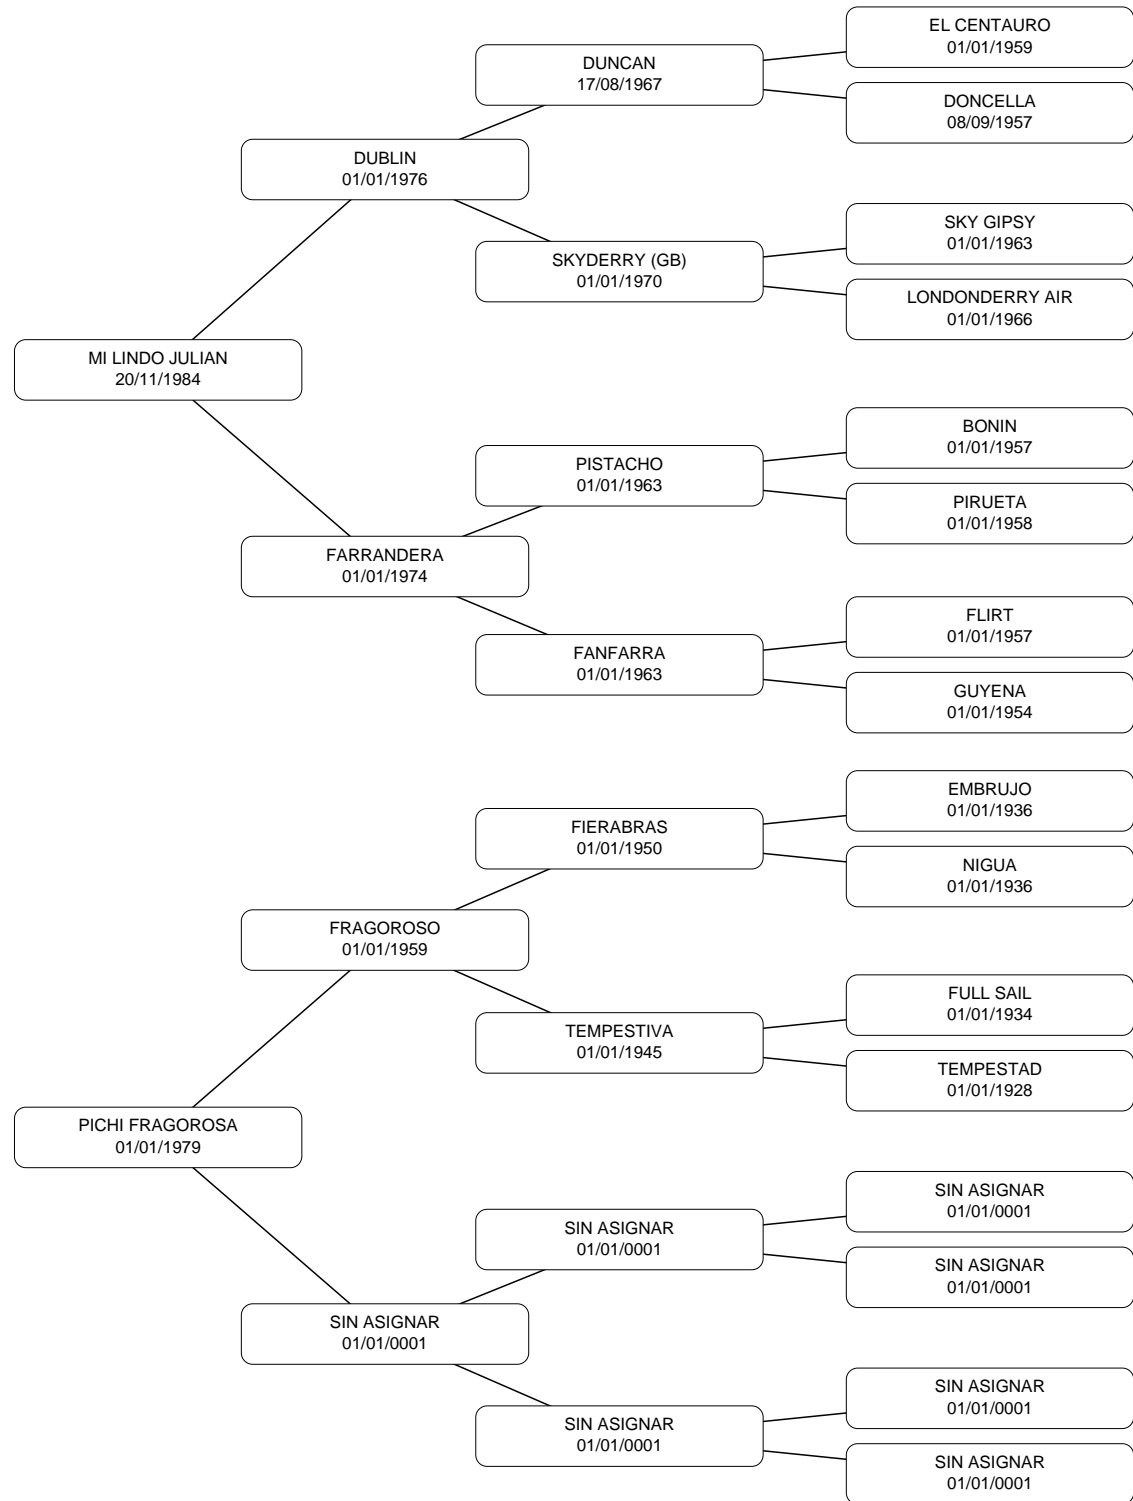 EL CENTAURO
01/01/1959
DUNCAN
17/08/1967
DONCELLA
08/09/1957
DUBLIN
01/01/1976
SKY GIPSY
01/01/1963
SKYDERRY (GB)
01/01/1970
LONDONDERRY AIR
01/01/1966
MI LINDO JULIAN
20/11/1984
BONIN
01/01/1957
PISTACHO
01/01/1963
PIRUETA
01/01/1958
FARRANDERA
01/01/1974
FLIRT
01/01/1957
FANFARRA
01/01/1963
GUYENA
01/01/1954
EMBRUJO
01/01/1936
FIERABRAS
01/01/1950
NIGUA
01/01/1936
FRAGOROSO
01/01/1959
FULL SAIL
01/01/1934
TEMPESTIVA
01/01/1945
TEMPESTAD
01/01/1928
PICHI FRAGOROSA
01/01/1979
SIN ASIGNAR
01/01/0001
SIN ASIGNAR
01/01/0001
SIN ASIGNAR
01/01/0001
SIN ASIGNAR
01/01/0001
SIN ASIGNAR
01/01/0001
SIN ASIGNAR
01/01/0001
SIN ASIGNAR
01/01/0001